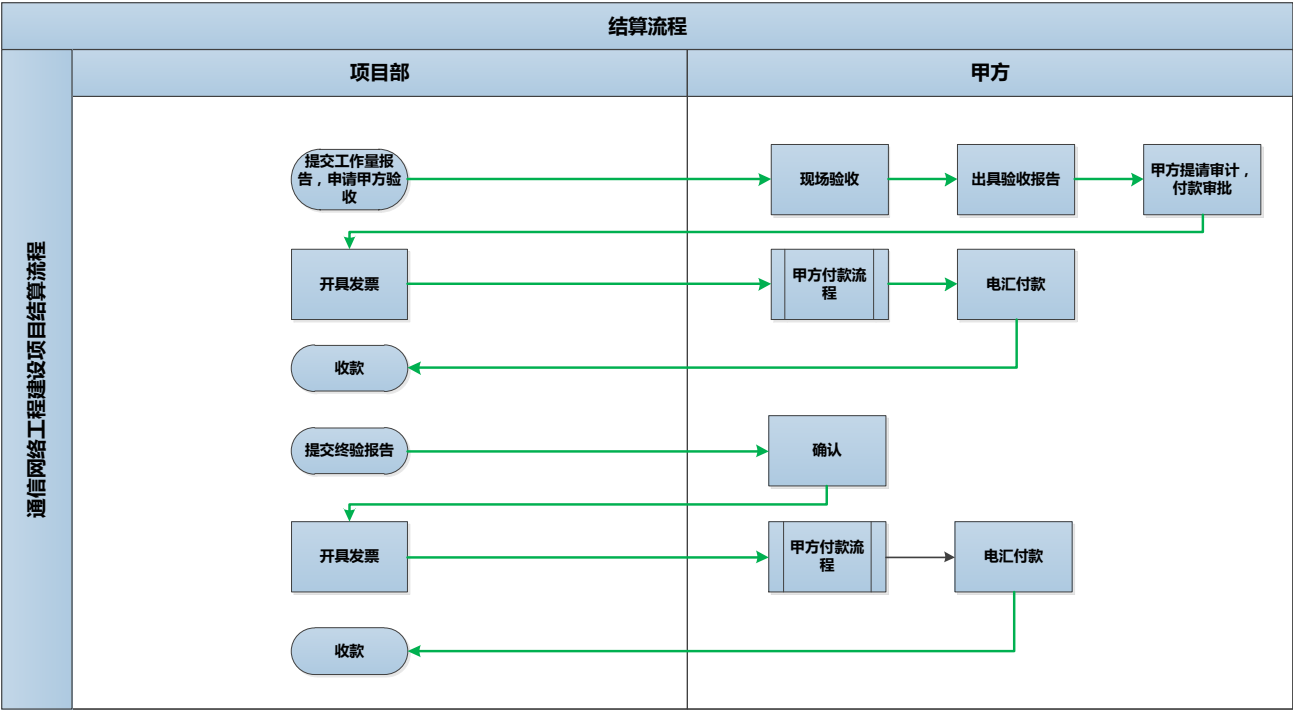 结算流程
项目部
甲方
通信网络工程建设项目结算流程
提交工作量报
告，申请甲方验
收
现场验收
出具验收报告
甲方提请审计，
付款审批
开具发票
甲方付款流
程
电汇付款
收款
提交终验报告
确认
开具发票
甲方付款流
程
电汇付款
收款